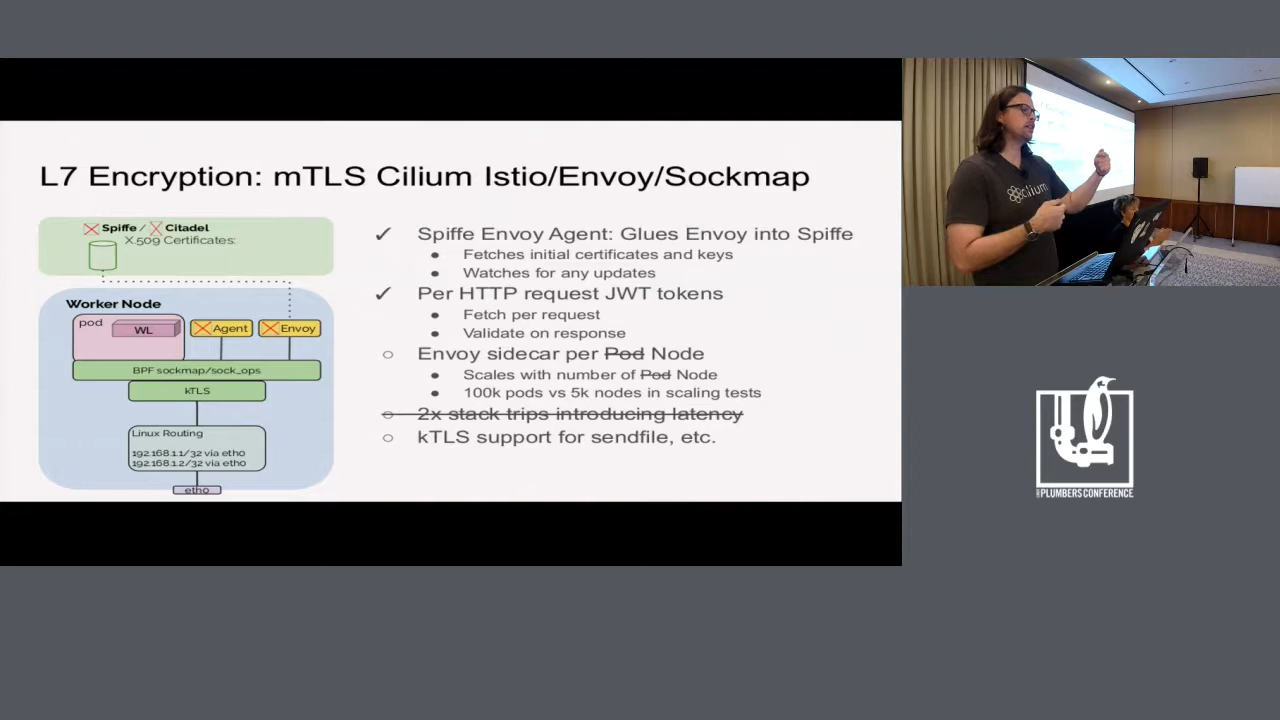 L7 Encryption: mTLS Cilium Istio/Envoy/Sockmap
Spiffe / Citadel
X.509 Certificates:
Worker Node
pod
WL
Agent
Envoy
BPF sockmap/sock_ops
kTLS
Linux Routing
192.168.1.1/32 via eth0
192.168.1.2/32 via eth0
eth0
✓ Spiffe Envoy Agent: Glues Envoy into Spiffe
● Fetches initial certificates and keys
● Watches for any updates
✓ Per HTTP request JWT tokens
● Fetch per request
● Validate on response
○ Envoy sidecar per Pod Node
● Scales with number of Pod Node
● 100k pods vs 5k nodes in scaling tests
○ 2x stack trips introducing latency
○ kTLS support for sendfile, etc.
cilium
PLUMBERS CONFERENCE